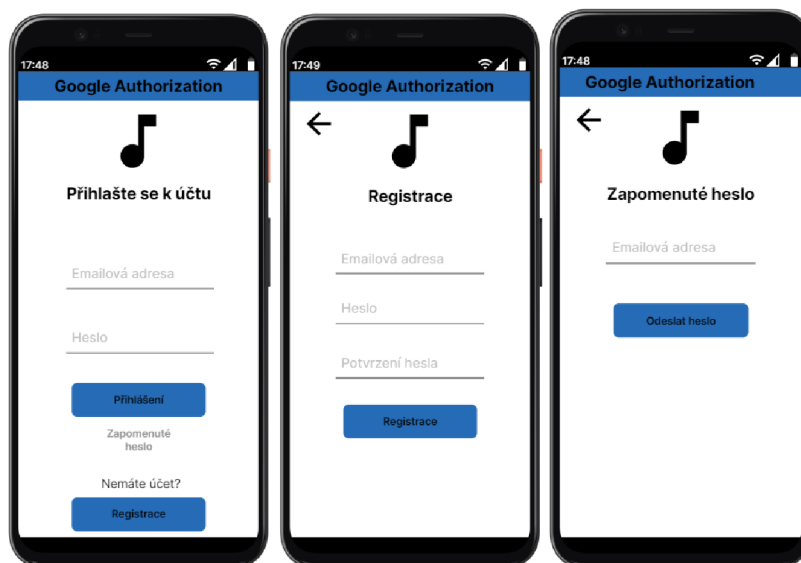 17:48
Google Authorization
Přihlašte se k účtu
Emailová adresa
Heslo
Přihlášení
Zapomenuté
heslo
Nemáte účet?
Registrace
17:49
Google Authorization
Registrace
Emailová adresa
Heslo
Potvrzení hesla
Registrace
17:48
Google Authorization
Zapomenuté heslo
Emailová adresa
Odeslat heslo